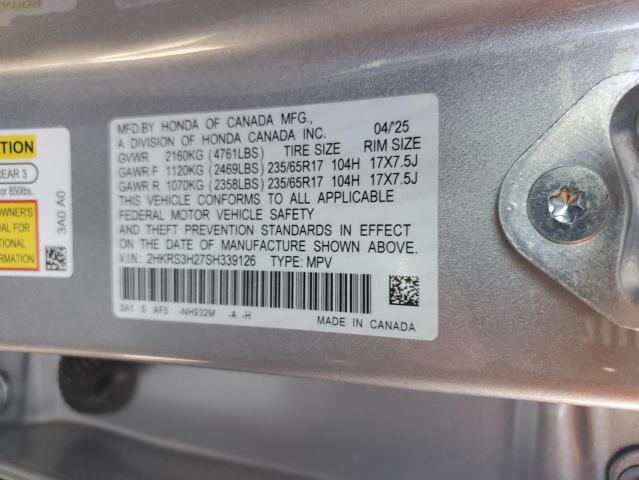 TION
REAR 3
or 850lbs.
OWNER'S
UAL FOR
TIONAL
ORMATION
3A0 A0
MFD.BY HONDA OF CANADA MFG.,
A DIVISION OF HONDA CANADA INC. 04/'25
GVWR 2160KG (4761LBS) TIRE SIZE RIM SIZE
GAWR F 1120KG (2469LBS) 235/65R17 104H 17X7.5J
GAWR R 1070KG (2358LBS) 235/65R17 104H 17X7.5J
THIS VEHICLE CONFORMS TO ALL APPLICABLE
FEDERAL MOTOR VEHICLE SAFETY
AND THEFT PREVENTION STANDARDS IN EFFECT
ON THE DATE OF MANUFACTURE SHOWN ABOVE.
V.I.N.: 2HKRS3H27SH339126 TYPE: MPV
3A1 S AF5 -NH932M -A -H
MADE IN CANADA